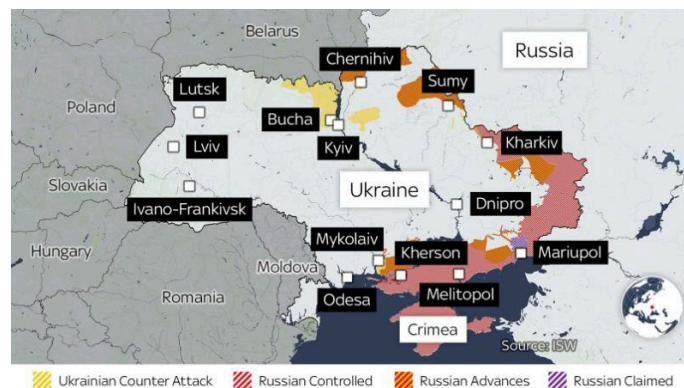 Belarus
Russia
Chernihiv
Poland
Lutsk
Sumy
Bucha
Kyiv
Kharkiv
Lviv
Slovakia
Ukraine
Ivano-Frankivsk
Dnipro
Hungary
Moldova
Mykolaiv
Kherson
Mariupol
Romania
Odesa
Melitopol
Crimea
Source: ISW
Ukrainian Counter Attack
Russian Controlled
Russian Advances
Russian Claimed